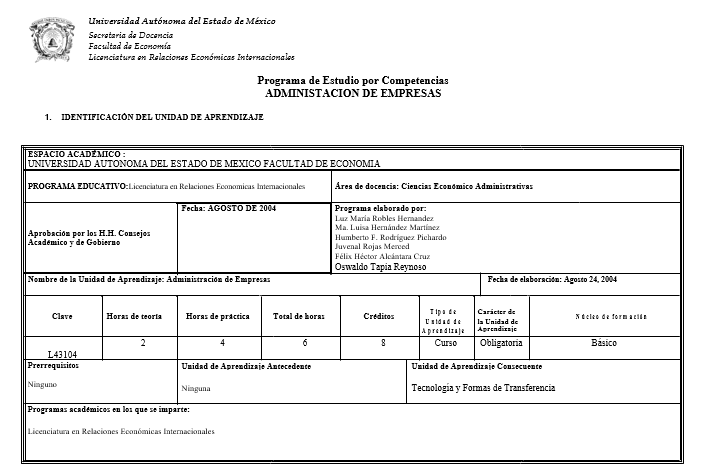 Universidad Autónoma del Estado de México
Secretaria de Docencia
Facultad de Economía
Licenciatura en Relaciones Económicas Internacionales
Programa de Estudio por Competencias
ADMINISTACION DE EMPRESAS
1. IDENTIFICACIÓN DEL UNIDAD DE APRENDIZAJE
ESPACIO ACADÉMICO :
UNIVERSIDAD AUTONOMA DEL ESTADO DE MEXICO FACULTAD DE ECONOMIA
PROGRAMA EDUCATIVO:Licenciatura en Relaciones Economicas Internacionales
Área de docencia: Ciencias Económico Administrativas
Aprobación por los H.H. Consejos
Académico y de Gobierno
Fecha: AGOSTO DE 2004
Programa elaborado por:
Luz María Robles Hernandez
Ma. Luisa Hernández Martínez
Humberto F. Rodríguez Pichardo
Juvenal Rojas Merced
Félix Héctor Alcántara Cruz
Oswaldo Tapia Reynoso
Nombre de la Unidad de Aprendizaje: Administración de Empresas
Fecha de elaboración: Agosto 24, 2004
Clave
Horas de teoría
Horas de práctica
Total de horas
Créditos
Tipo de
Unidad de
Aprendizaje
Carácter de
la Unidad de
Aprendizaje
Núcleo de formación
L43104
2
4
6
8
Curso
Obligatoria
Básico
Prerrequisitos
Ninguno
Unidad de Aprendizaje Antecedente
Ninguna
Unidad de Aprendizaje Consecuente
Tecnología y Formas de Transferencia
Programas académicos en los que se imparte:
Licenciatura en Relaciones Económicas Internacionales